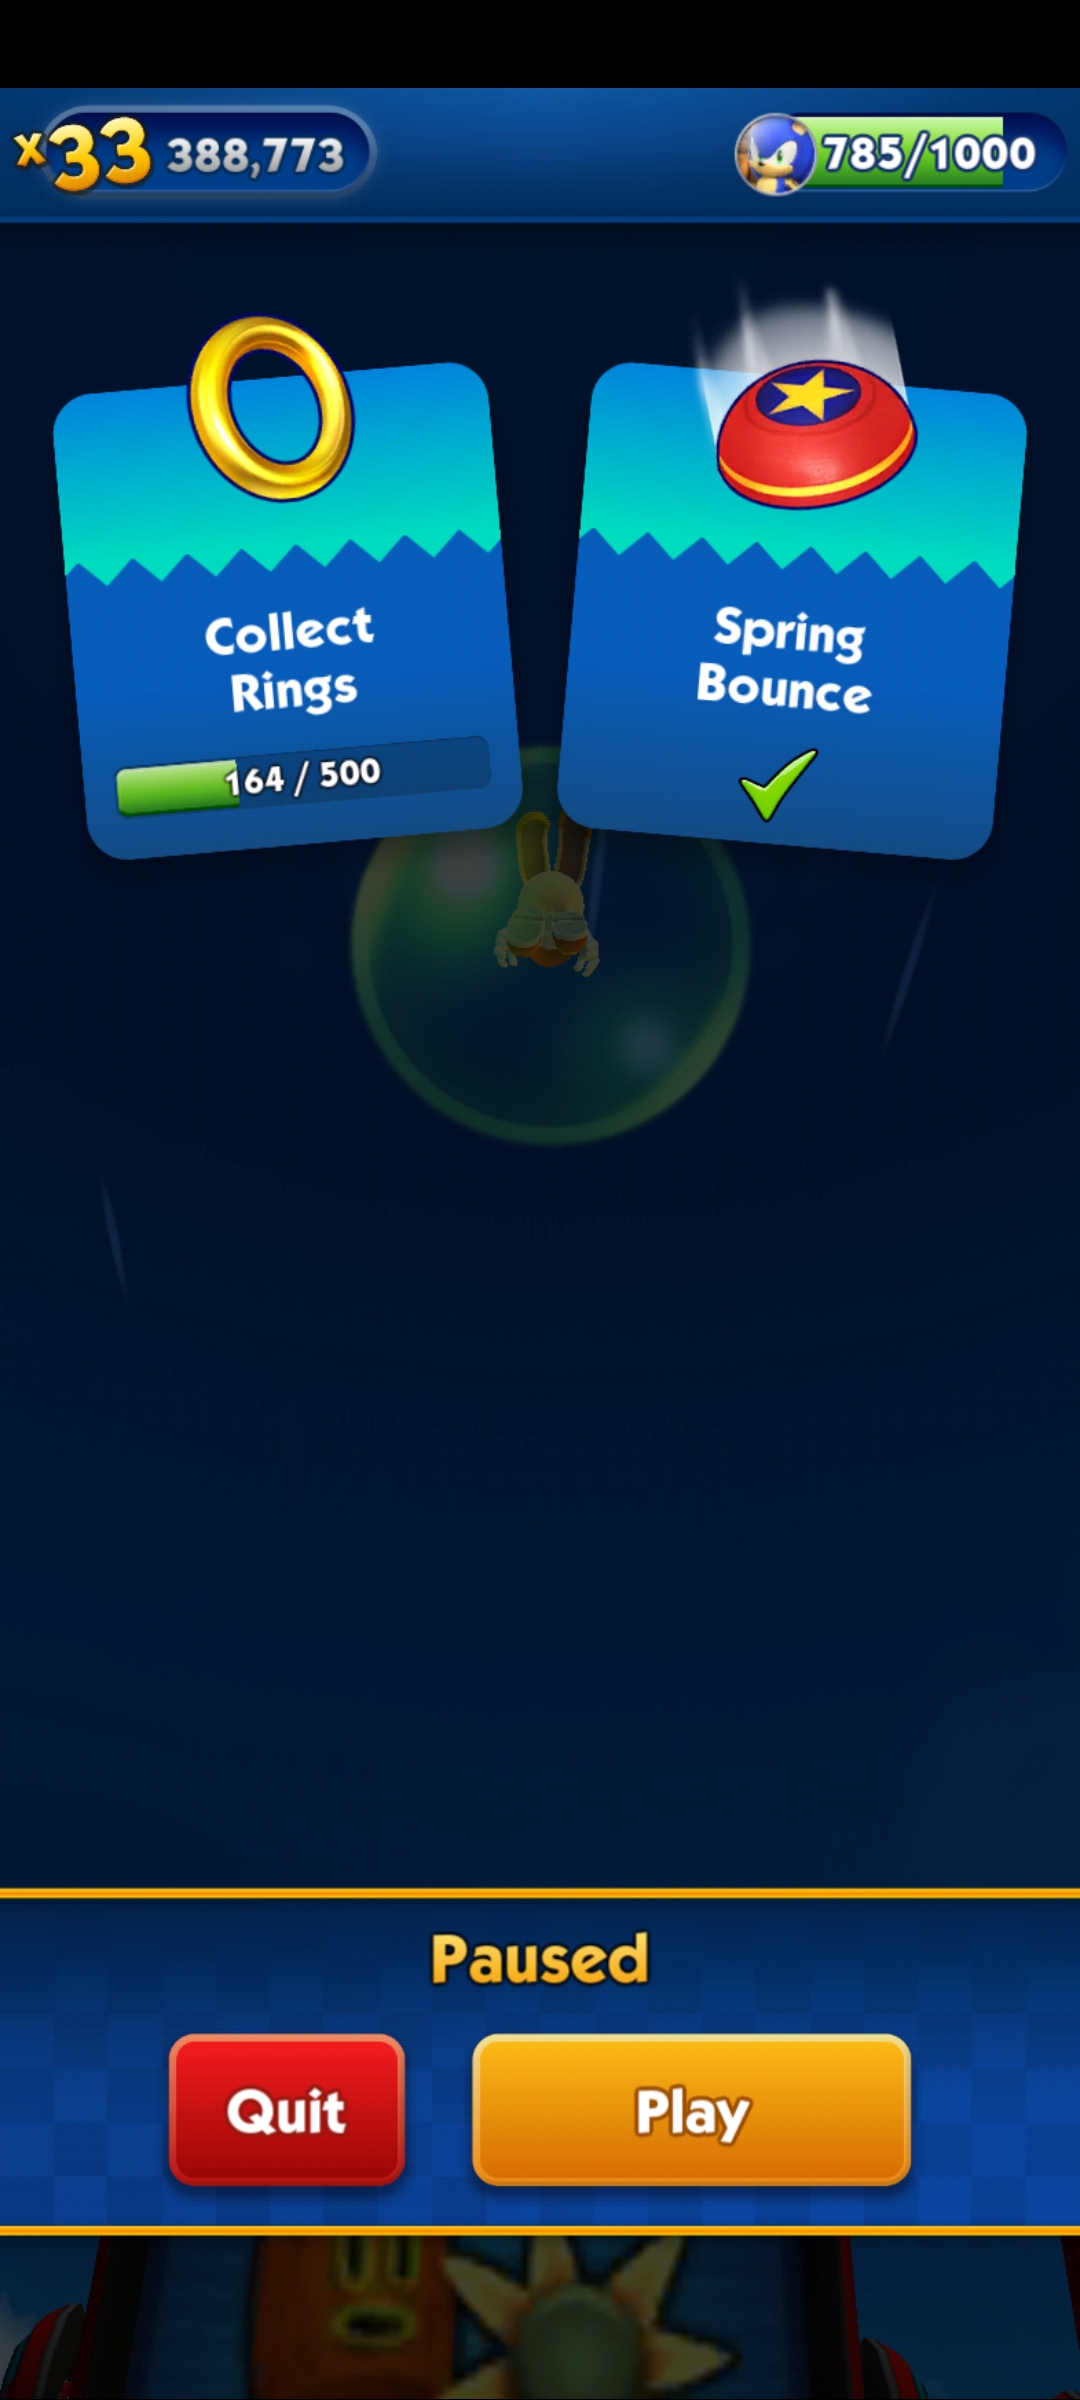 x33 388,773
785/1000
Collect
Rings
164 / 500
Spring
Bounce
Paused
Quit
Play